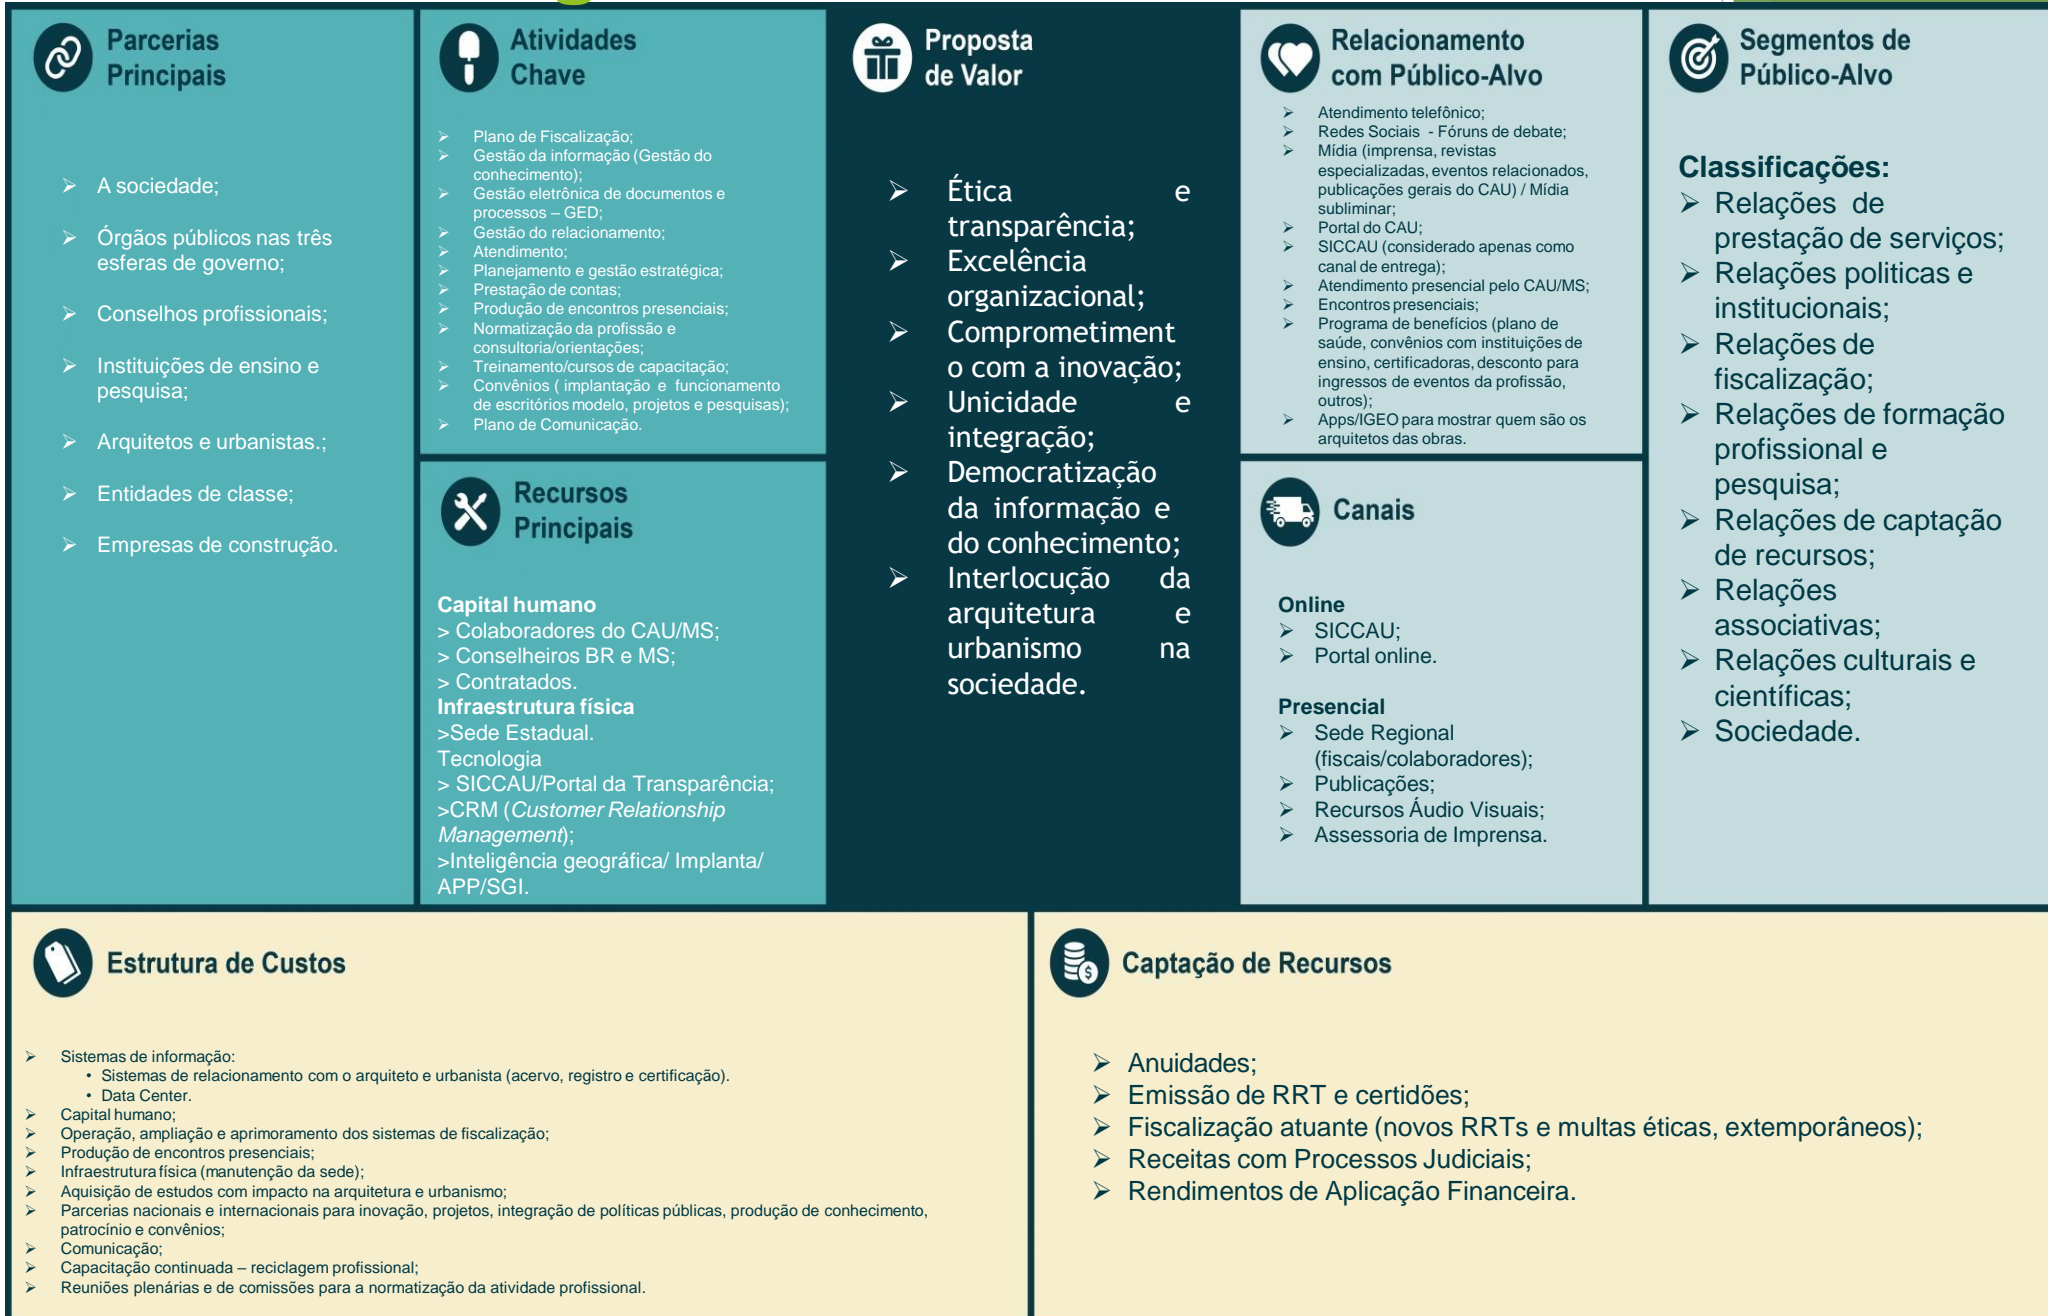 Parcerias
Principais
➢ A sociedade;
➢ Órgãos públicos nas três
esferas de governo;
➢ Conselhos profissionais;
➢ Instituições de ensino e
pesquisa;
➢ Arquitetos e urbanistas.;
➢ Entidades de classe;
➢ Empresas de construção.
Atividades
Chave
➢ Plano de Fiscalização;
➢ Gestão da informação (Gestão do
conhecimento);
➢ Gestão eletrônica de documentos e
processos – GED;
➢ Gestão do relacionamento;
➢ Atendimento;
➢ Planejamento e gestão estratégica;
➢ Prestação de contas;
➢ Produção de encontros presenciais;
➢ Normatização da profissão e
consultoria/orientações;
➢ Treinamento/cursos de capacitação;
➢ Convênios ( implantação e funcionamento
de escritórios modelo, projetos e pesquisas);
➢ Plano de Comunicação.
Recursos
Principais
Capital humano
> Colaboradores do CAU/MS;
> Conselheiros BR e MS;
> Contratados.
Infraestrutura física
>Sede Estadual.
Tecnologia
> SICCAU/Portal da Transparência;
>CRM (Customer Relationship
Management);
>Inteligência geográfica/ Implanta/
APP/SGI.
Proposta
de Valor
➢ Ética e
transparência;
➢ Excelência
organizacional;
➢ Comprometiment
o com a inovação;
➢ Unicidade e
integração;
➢ Democratização
da informação e
do conhecimento;
➢ Interlocução da
arquitetura e
urbanismo na
sociedade.
Relacionamento
com Público-Alvo
➢ Atendimento telefônico;
➢ Redes Sociais - Fóruns de debate;
➢ Mídia (imprensa, revistas
especializadas, eventos relacionados,
publicações gerais do CAU) / Mídia
subliminar;
➢ Portal do CAU;
➢ SICCAU (considerado apenas como
canal de entrega);
➢ Atendimento presencial pelo CAU/MS;
➢ Encontros presenciais;
➢ Programa de benefícios (plano de
saúde, convênios com instituições de
ensino, certificadoras, desconto para
ingressos de eventos da profissão,
outros);
➢ Apps/IGEO para mostrar quem são os
arquitetos das obras.
Canais
Online
➢ SICCAU;
➢ Portal online.
Presencial
➢ Sede Regional
(fiscais/colaboradores);
➢ Publicações;
➢ Recursos Áudio Visuais;
➢ Assessoria de Imprensa.
Segmentos de
Público-Alvo
Classificações:
➢ Relações de
prestação de serviços;
➢ Relações politicas e
institucionais;
➢ Relações de
fiscalização;
➢ Relações de formação
profissional e
pesquisa;
➢ Relações de captação
de recursos;
➢ Relações
associativas;
➢ Relações culturais e
científicas;
➢ Sociedade.
Estrutura de Custos
➢ Sistemas de informação:
• Sistemas de relacionamento com o arquiteto e urbanista (acervo, registro e certificação).
• Data Center.
➢ Capital humano;
➢ Operação, ampliação e aprimoramento dos sistemas de fiscalização;
➢ Produção de encontros presenciais;
➢ Infraestrutura física (manutenção da sede);
➢ Aquisição de estudos com impacto na arquitetura e urbanismo;
➢ Parcerias nacionais e internacionais para inovação, projetos, integração de políticas públicas, produção de conhecimento,
patrocínio e convênios;
➢ Comunicação;
➢ Capacitação continuada – reciclagem profissional;
➢ Reuniões plenárias e de comissões para a normatização da atividade profissional.
Captação de Recursos
➢ Anuidades;
➢ Emissão de RRT e certidões;
➢ Fiscalização atuante (novos RRTs e multas éticas, extemporâneos);
➢ Receitas com Processos Judiciais;
➢ Rendimentos de Aplicação Financeira.